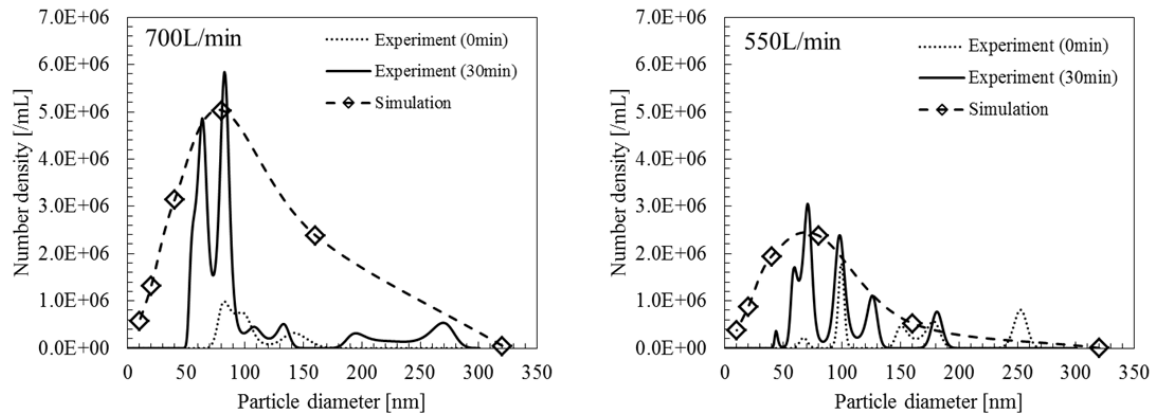 700L/min
Experiment (0min)
Experiment (30min)
Simulation
Number density [/mL]
7.0E+06
6.0E+06
5.0E+06
4.0E+06
3.0E+06
2.0E+06
1.0E+06
0.0E+00
0 50 100 150 200 250 300 350
Particle diameter [nm]
550L/min
Experiment (0min)
Experiment (30min)
Simulation
Number density [/mL]
7.0E+06
6.0E+06
5.0E+06
4.0E+06
3.0E+06
2.0E+06
1.0E+06
0.0E+00
0 50 100 150 200 250 300 350
Particle diameter [nm]